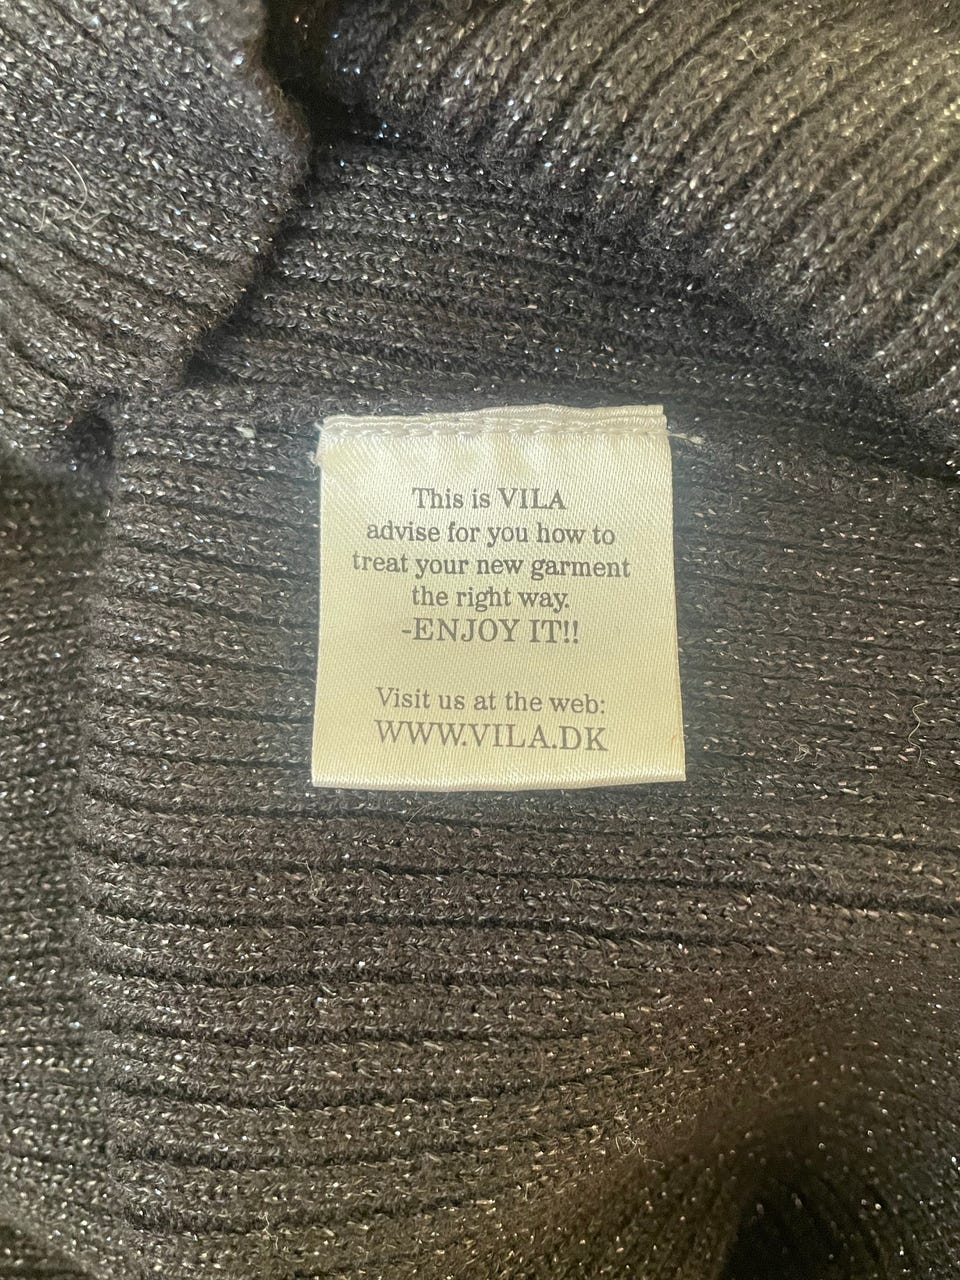 This is VILA
advise for you how to
treat your new garment
the right way.
-ENJOY IT!!
Visit us at the web:
WWW.VILA.DK